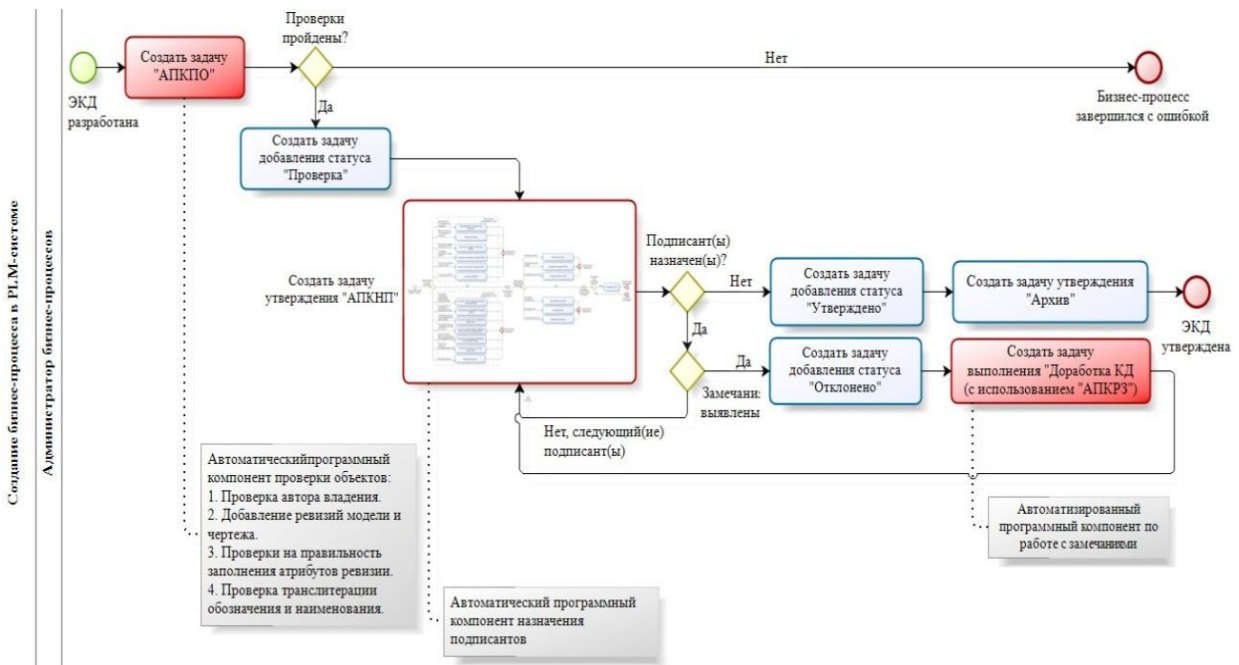 Создание бизнес-процесса в PLM-системе
Администратор бизнес-процессов
ЭКД
разработана
Создать задачу
"АПКПО"
Проверки
пройдены?
Нет
Бизнес-процесс
завершился с ошибкой
Да
Создать задачу
добавления статуса
"Проверка"
Создать задачу
утверждения "АПКНП"
Подписант(ы)
назначен(ы)?
Нет
Создать задачу
добавления статуса
"Утверждено"
Создать задачу утверждения
"Архив"
ЭКД
утверждена
Да
Замечани:
выявлены
Да
Создать задачу
добавления статуса
"Отклонено"
Создать задачу
выполнения "Доработка КД
(с использованием "АПКРЗ")
Нет, следующий(ие)
подписант(ы)
Автоматическийпрограммный
компонент проверки объектов:
1. Проверка автора владения.
2. Добавление ревизий модели и
чертежа.
3. Проверки на правильность
заполнения атрибутов ревизии.
4. Проверка транслитерации
обозначения и наименования.
Автоматический программный
компонент назначения
подписантов
Автоматизированный
программный компонент по
работе с замечаниями